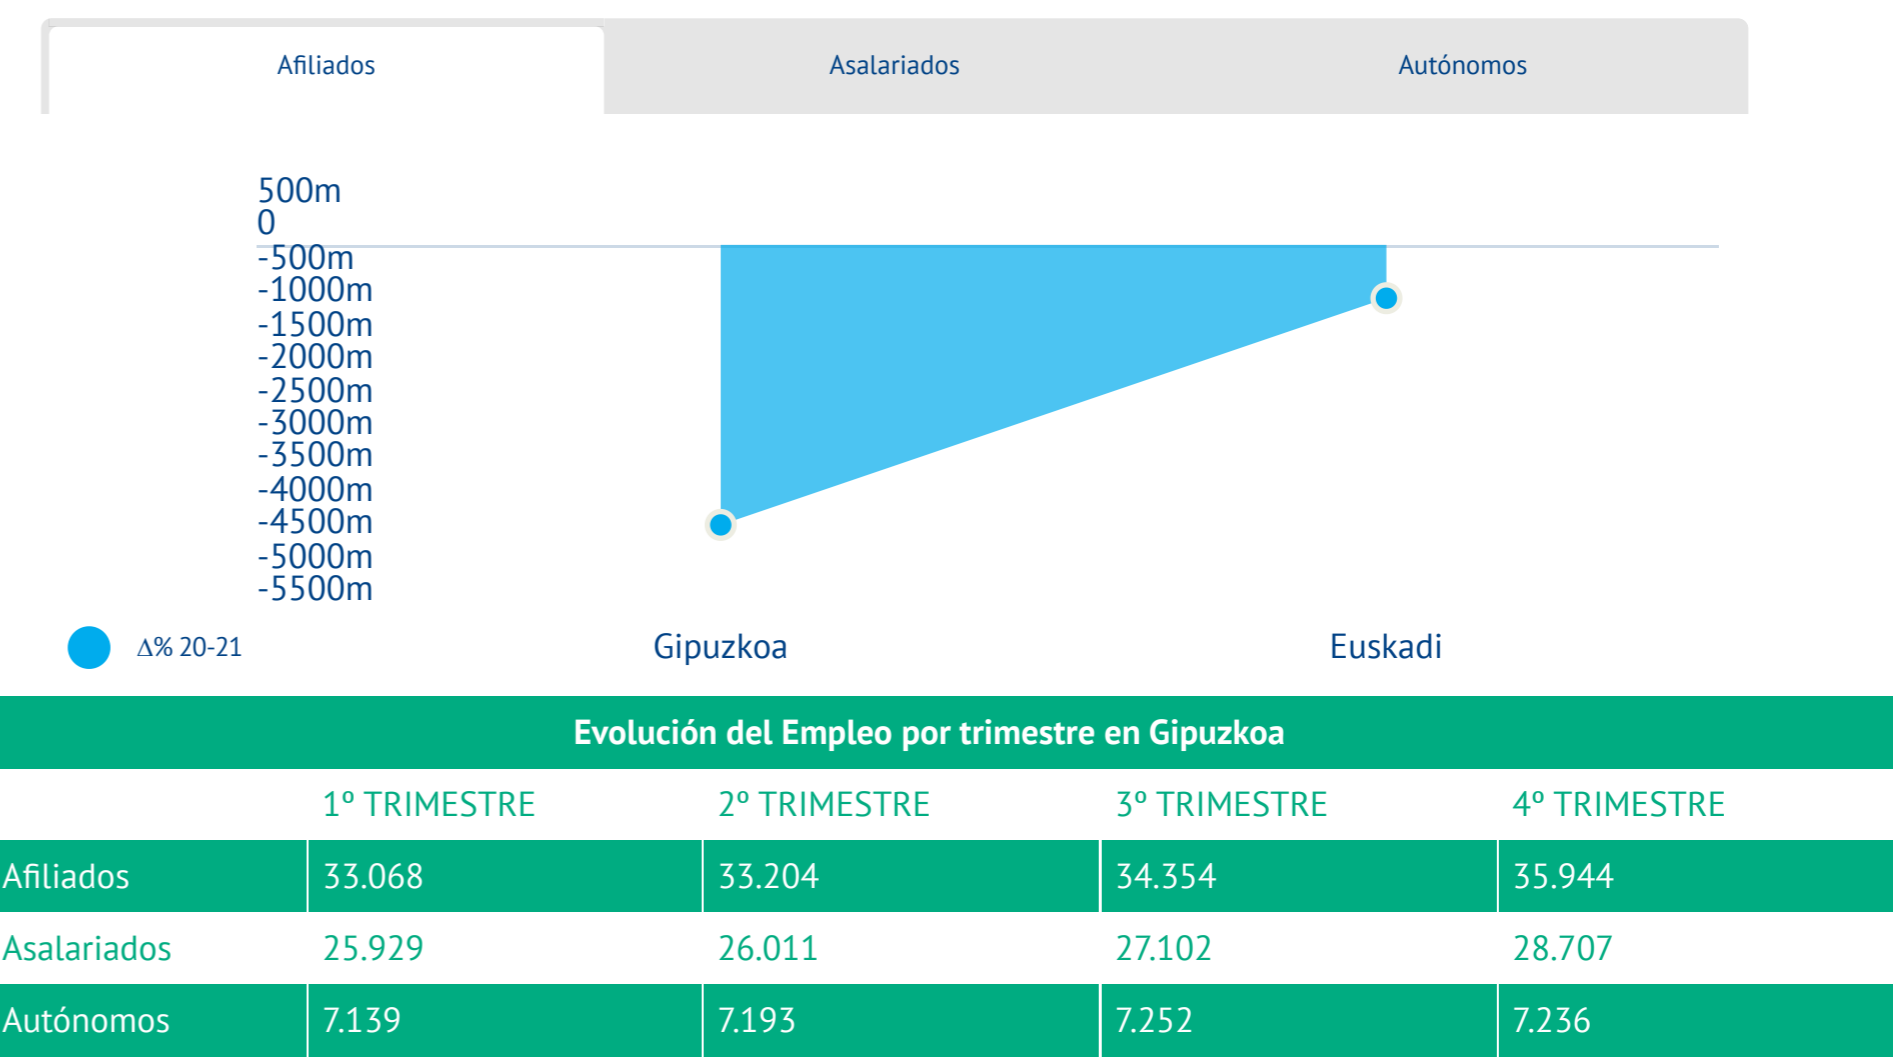 Afiliados Asalariados Autónomos
500m
0
-500m
-1000m
-1500m
-2000m
-2500m
-3000m
-3500m
-4000m
-4500m
-5000m
-5500m
Δ% 20-21 Gipuzkoa Euskadi
Evolución del Empleo por trimestre en Gipuzkoa
1º TRIMESTRE 2º TRIMESTRE 3º TRIMESTRE 4º TRIMESTRE
Afiliados 33.068 33.204 34.354 35.944
Asalariados 25.929 26.011 27.102 28.707
Autónomos 7.139 7.193 7.252 7.236